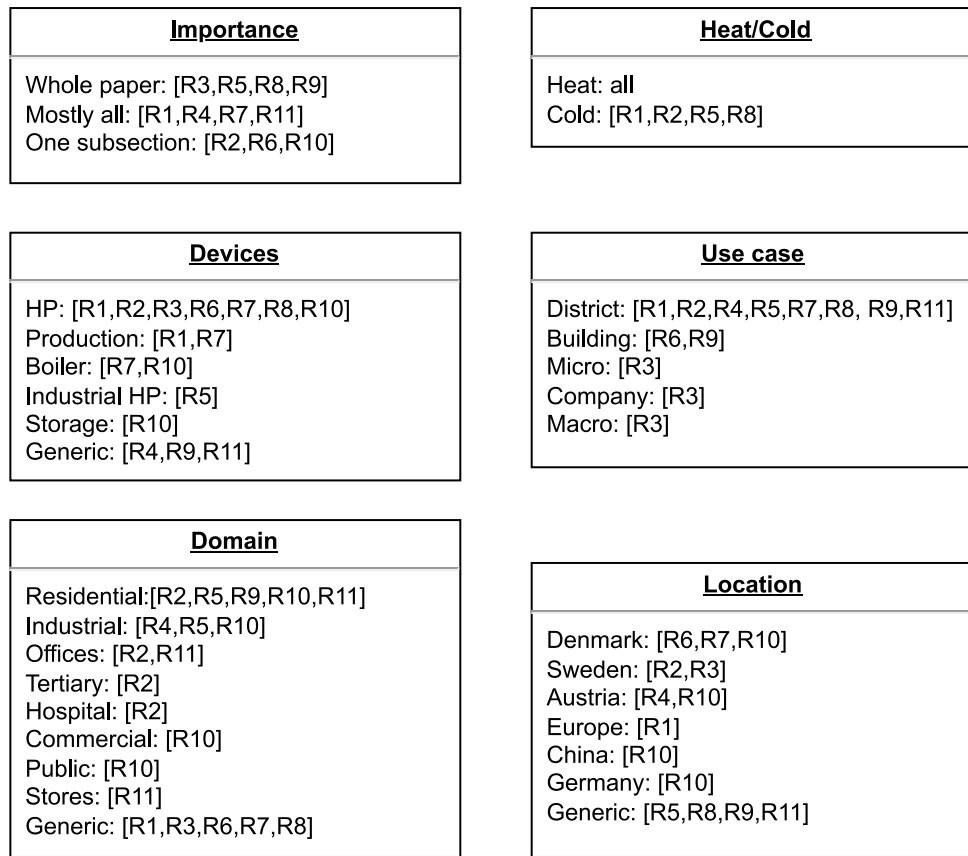 Importance
Whole paper: [R3,R5,R8,R9]
Mostly all: [R1,R4,R7,R11]
One subsection: [R2,R6,R10]
Heat/Cold
Heat: all
Cold: [R1,R2,R5,R8]
Devices
HP: [R1,R2,R3,R6,R7,R8,R10]
Production: [R1,R7]
Boiler: [R7,R10]
Industrial HP: [R5]
Storage: [R10]
Generic: [R4,R9,R11]
Use case
District: [R1,R2,R4,R5,R7,R8, R9,R11]
Building: [R6,R9]
Micro: [R3]
Company: [R3]
Macro: [R3]
Domain
Residential:[R2,R5,R9,R10,R11]
Industrial: [R4,R5,R10]
Offices: [R2,R11]
Tertiary: [R2]
Hospital: [R2]
Commercial: [R10]
Public: [R10]
Stores: [R11]
Generic: [R1,R3,R6,R7,R8]
Location
Denmark: [R6,R7,R10]
Sweden: [R2,R3]
Austria: [R4,R10]
Europe: [R1]
China: [R10]
Germany: [R10]
Generic: [R5,R8,R9,R11]